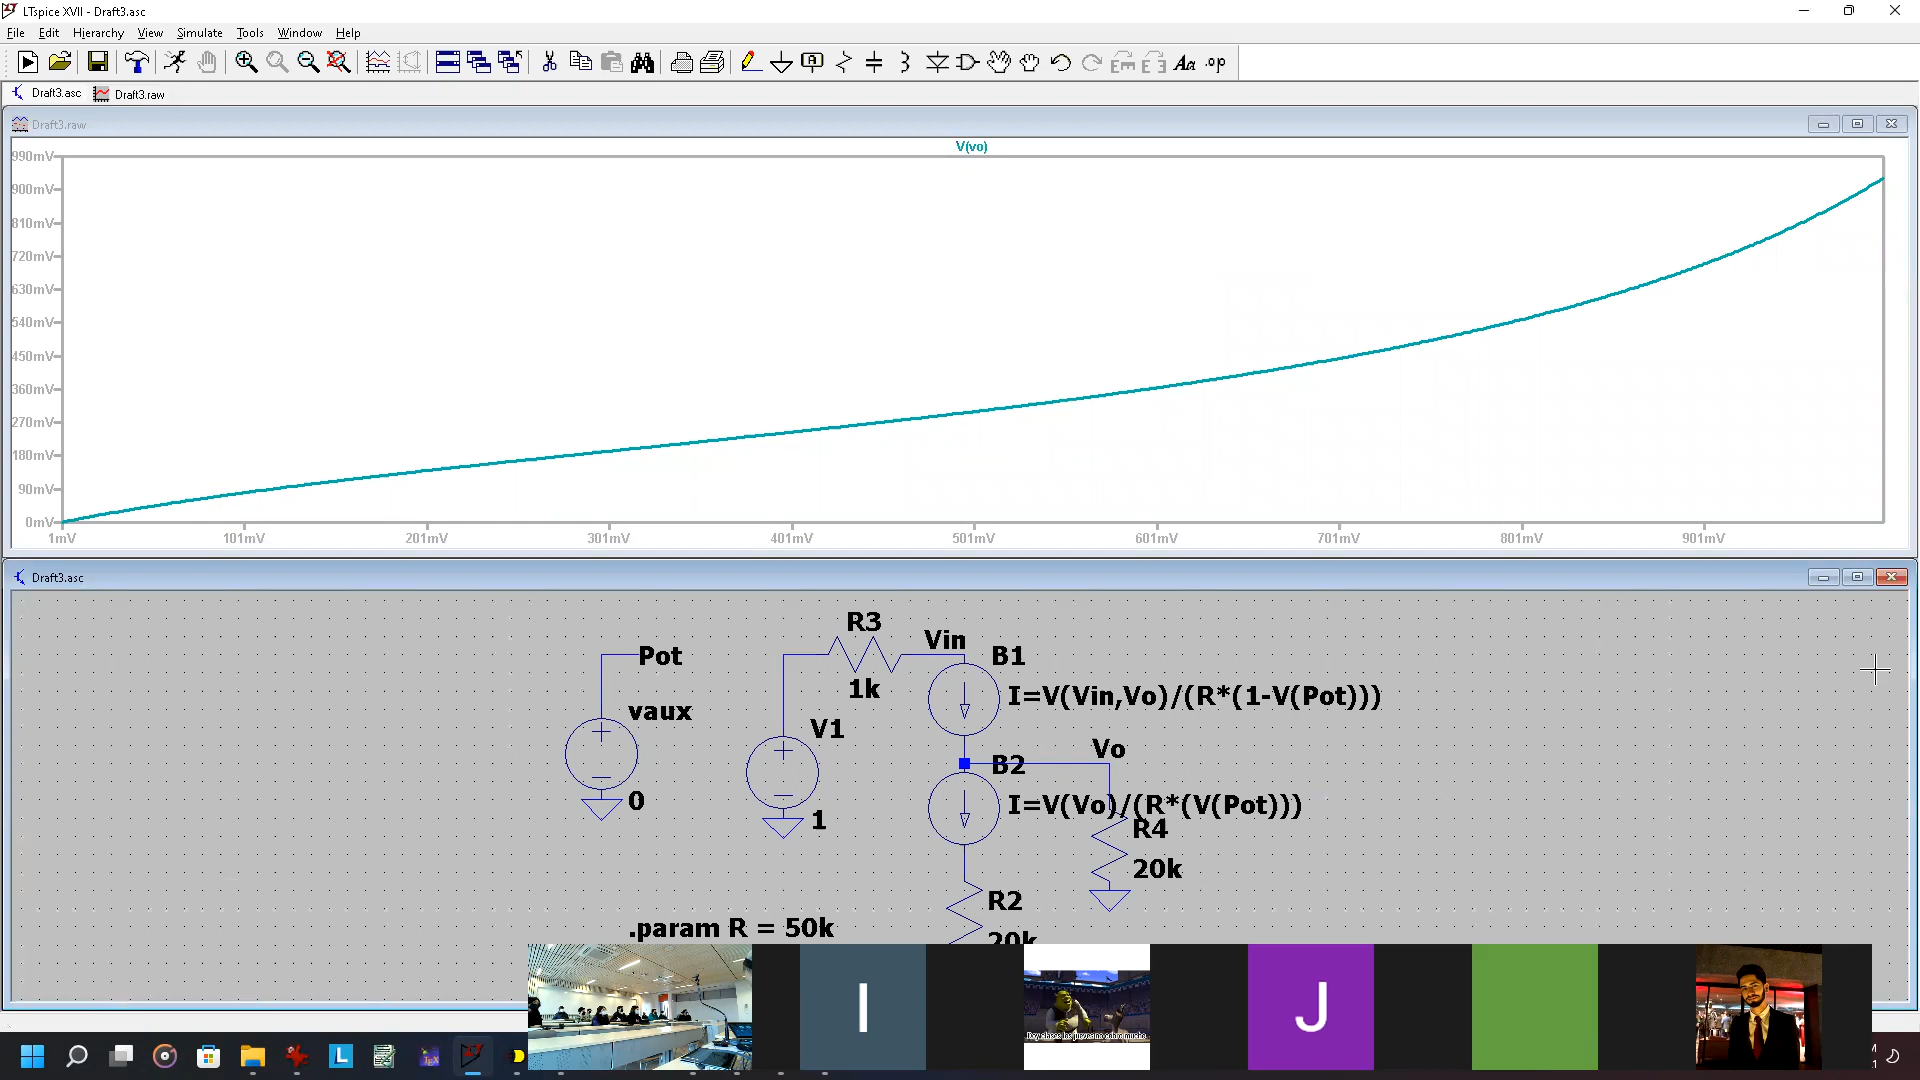 LTspice XVII - Draft3.asc
File Edit Hierarchy View Simulate Tools Window Help
Draft3.asc Draft3.raw
Draft3.raw
V(vo)
990mV
900mV
810mV
720mV
630mV
540mV
450mV
360mV
270mV
180mV
90mV
0mV
1mV 101mV 201mV 301mV 401mV 501mV 601mV 701mV 801mV 901mV
Draft3.asc
R3
Vin
Pot
B1
1k
I=V(Vin,Vo)/(R*(1-V(Pot)))
vaux
V1
Vo
B2
0
I=V(Vo)/(R*(V(Pot)))
1
R4
20k
R2
.param R = 50k
20k
I
J